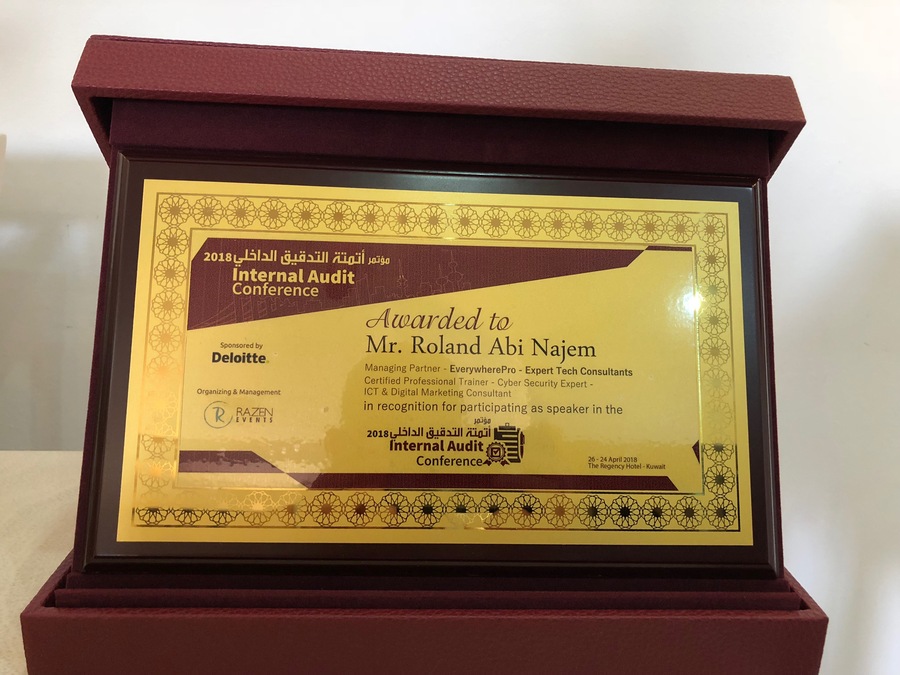 مؤتمر أتمتة التدقيق الداخلي 2018
Internal Audit
Conference
Sponsored by
Deloitte.
Organizing & Management
R RAZEN
EVENTS
Awarded to
Mr. Roland Abi Najem
Managing Partner - EverywherePro - Expert Tech Consultants
Certified Professional Trainer - Cyber Security Expert -
ICT & Digital Marketing Consultant
in recognition for participating as speaker in the
مؤتمر
أتمتة التدقيق الداخلي 2018
Internal Audit
Conference
26 - 24 April 2018
The Regency Hotel - Kuwait